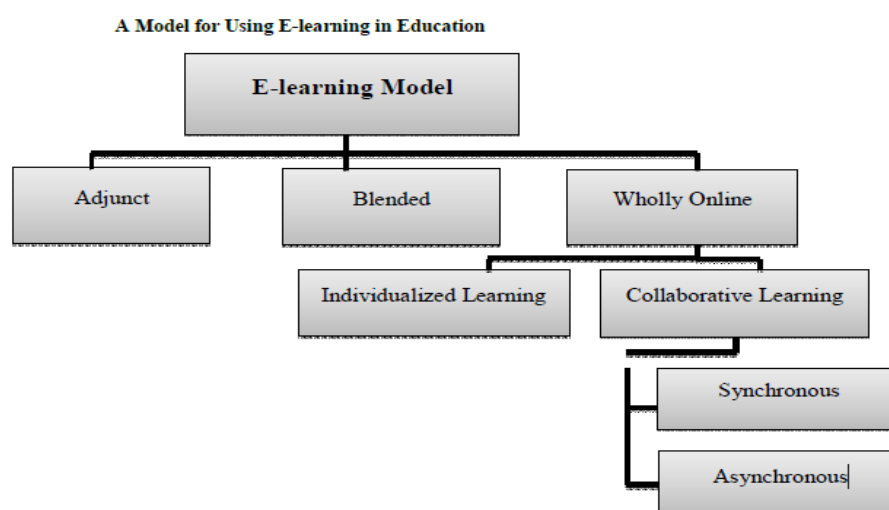 A Model for Using E-learning in Education
E-learning Model
Adjunct
Blended
Wholly Online
Individualized Learning
Collaborative Learning
Synchronous
Asynchronous